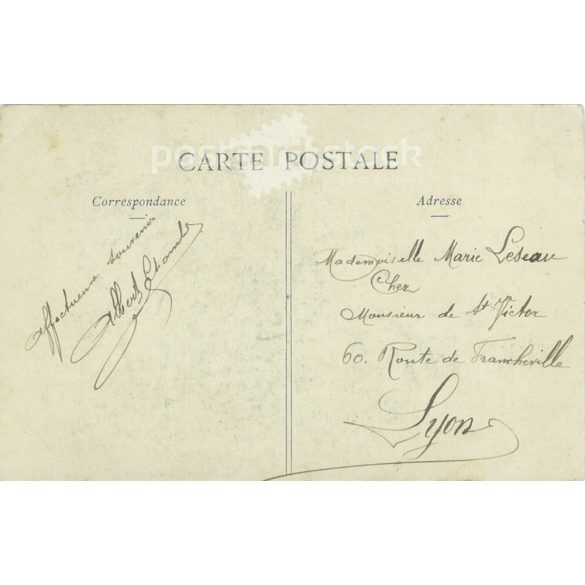 postcardstock
CARTE POSTALE
Correspondance
Adresse
affectueux souvenir
Albert
Mademoiselle Marie Leseau
Chez
Monsieur de St Victor
60. Route de Francheville
Lyon